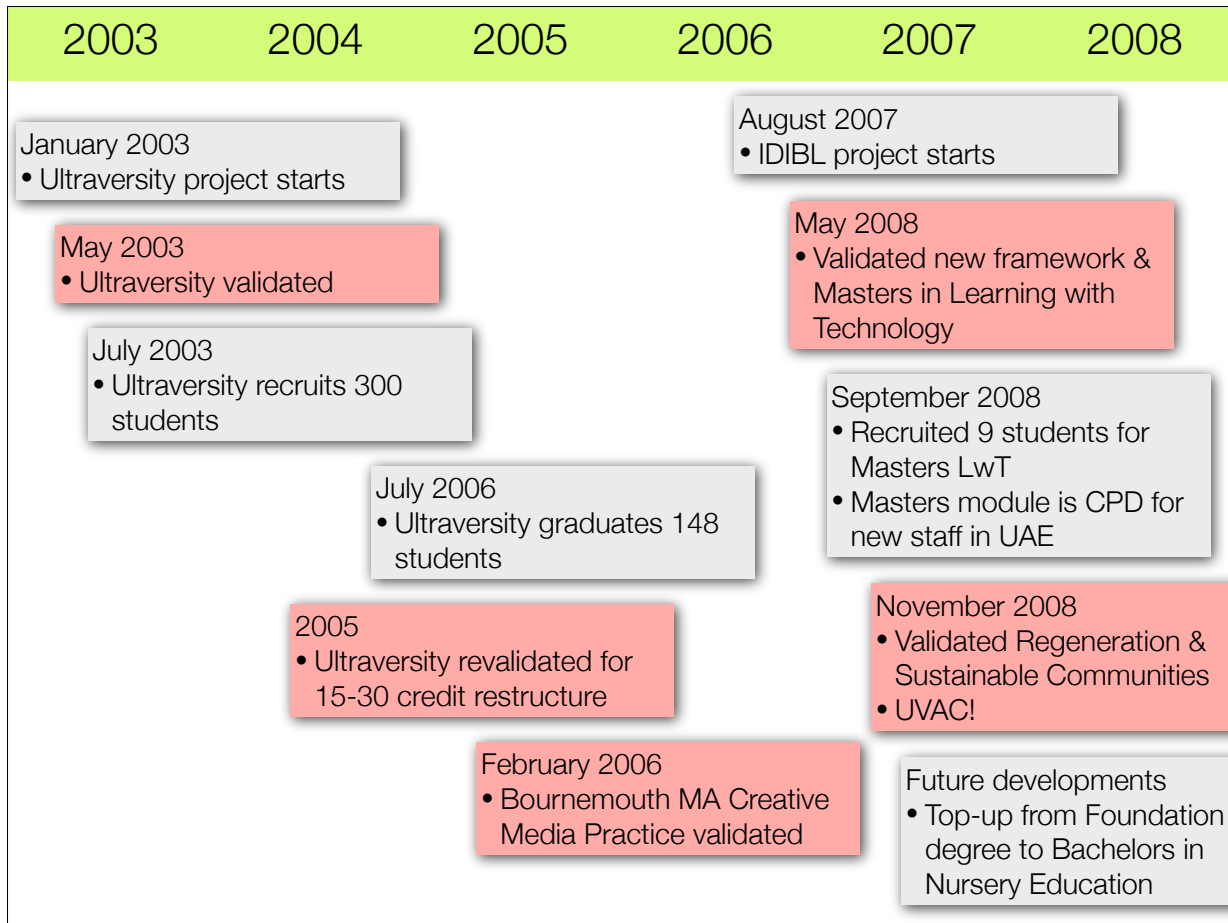 2003 2004 2005 2006 2007 2008
January 2003
• Ultraversity project starts
May 2003
• Ultraversity validated
July 2003
• Ultraversity recruits 300
students
July 2006
• Ultraversity graduates 148
students
2005
• Ultraversity revalidated for
15-30 credit restructure
February 2006
• Bournemouth MA Creative
Media Practice validated
August 2007
• IDIBL project starts
May 2008
• Validated new framework &
Masters in Learning with
Technology
September 2008
• Recruited 9 students for
Masters LwT
• Masters module is CPD for
new staff in UAE
November 2008
• Validated Regeneration &
Sustainable Communities
• UVAC!
Future developments
• Top-up from Foundation
degree to Bachelors in
Nursery Education